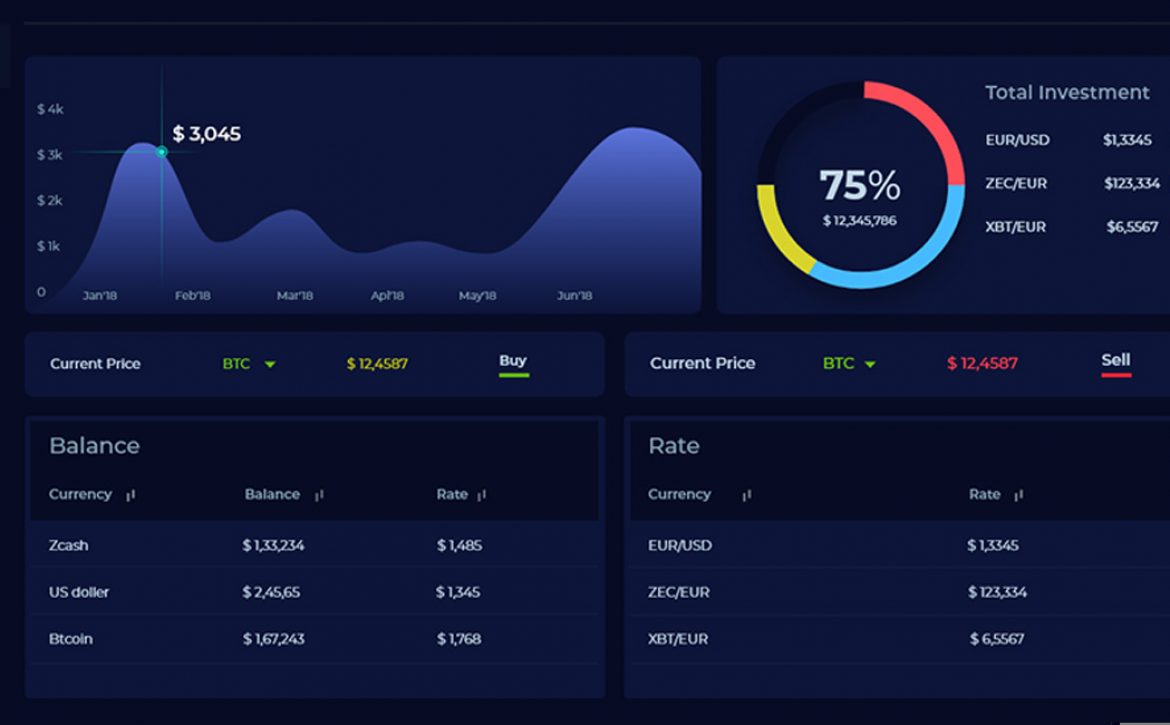 $ 4k
$ 3,045
$ 3k
$ 2k
$ 1k
0
Jan'18 Feb'18 Mar'18 Apl'18 May'18 Jun'18
75%
$ 12,345,786
Total Investment
EUR/USD $1,3345
ZEC/EUR $123,334
XBT/EUR $6,5567
Current Price BTC $ 12,4587 Buy
Current Price BTC $ 12,4587 Sell
Balance
Currency Balance Rate
Zcash $ 1,33,234 $ 1,485
US doller $ 2,45,65 $ 1,345
Btcoin $ 1,67,243 $ 1,768
Rate
Currency Rate
EUR/USD $ 1,3345
ZEC/EUR $ 123,334
XBT/EUR $ 6,5567